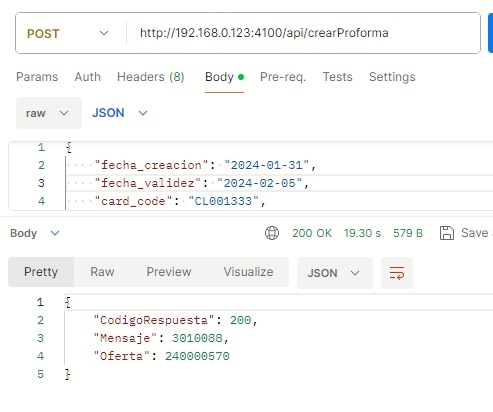 POST http://192.168.0.123:4100/api/crearProforma
Params Auth Headers (8) Body Pre-req. Tests Settings
raw JSON
1 {
2 "fecha_creacion": "2024-01-31",
3 "fecha_validez": "2024-02-05",
4 "card_code": "CL001333",
Body 200 OK 19.30 s 579 B Save
Pretty Raw Preview Visualize JSON
1 {
2 "CodigoRespuesta": 200,
3 "Mensaje": 3010088,
4 "Oferta": 240000570
5 }